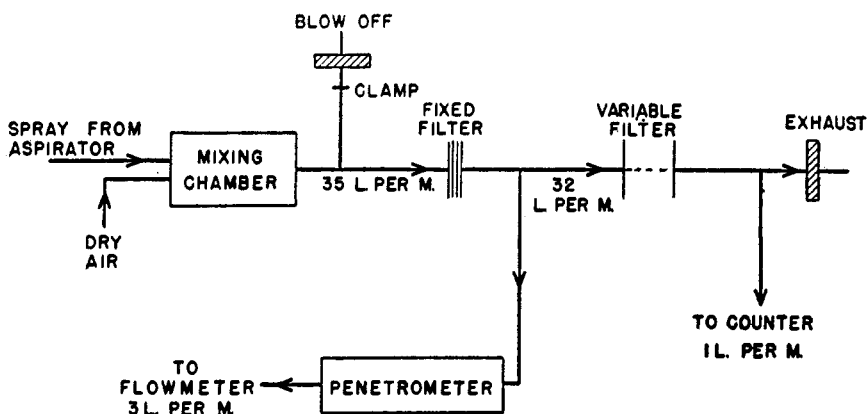 BLOW OFF
CLAMP
SPRAY FROM
ASPIRATOR
MIXING
CHAMBER
DRY
AIR
35 L. PER M.
FIXED
FILTER
32
L. PER M.
VARIABLE
FILTER
EXHAUST
TO COUNTER
1 L. PER M.
PENETROMETER
TO
FLOWMETER
3 L. PER M.